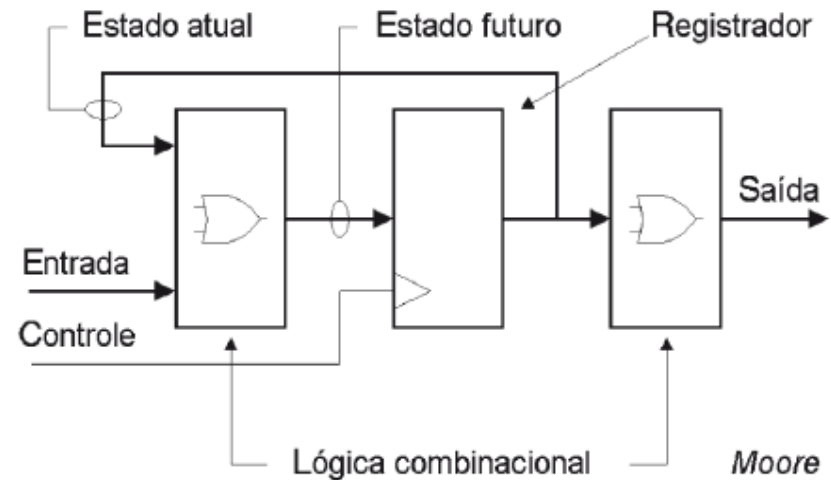 Estado atual
Estado futuro
Registrador
Saída
Entrada
Controle
Lógica combinacional
Moore